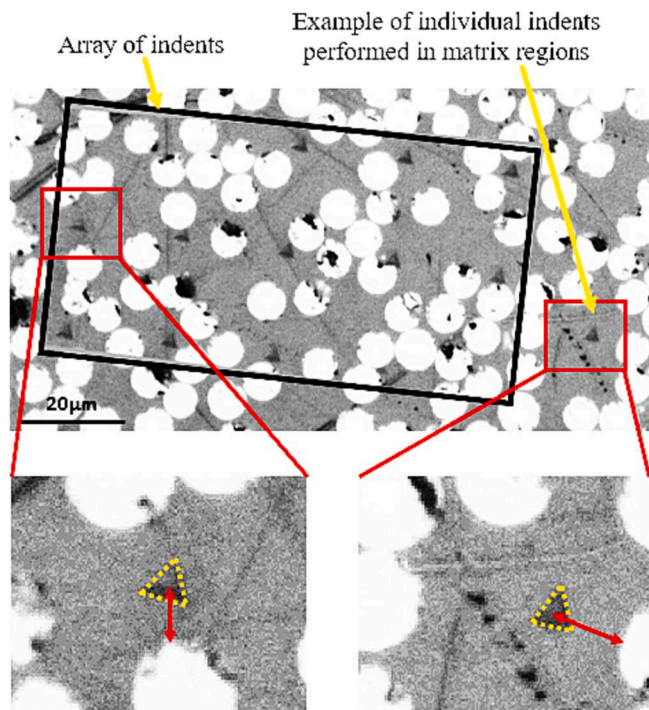 Array of indents
Example of individual indents
performed in matrix regions
20μm